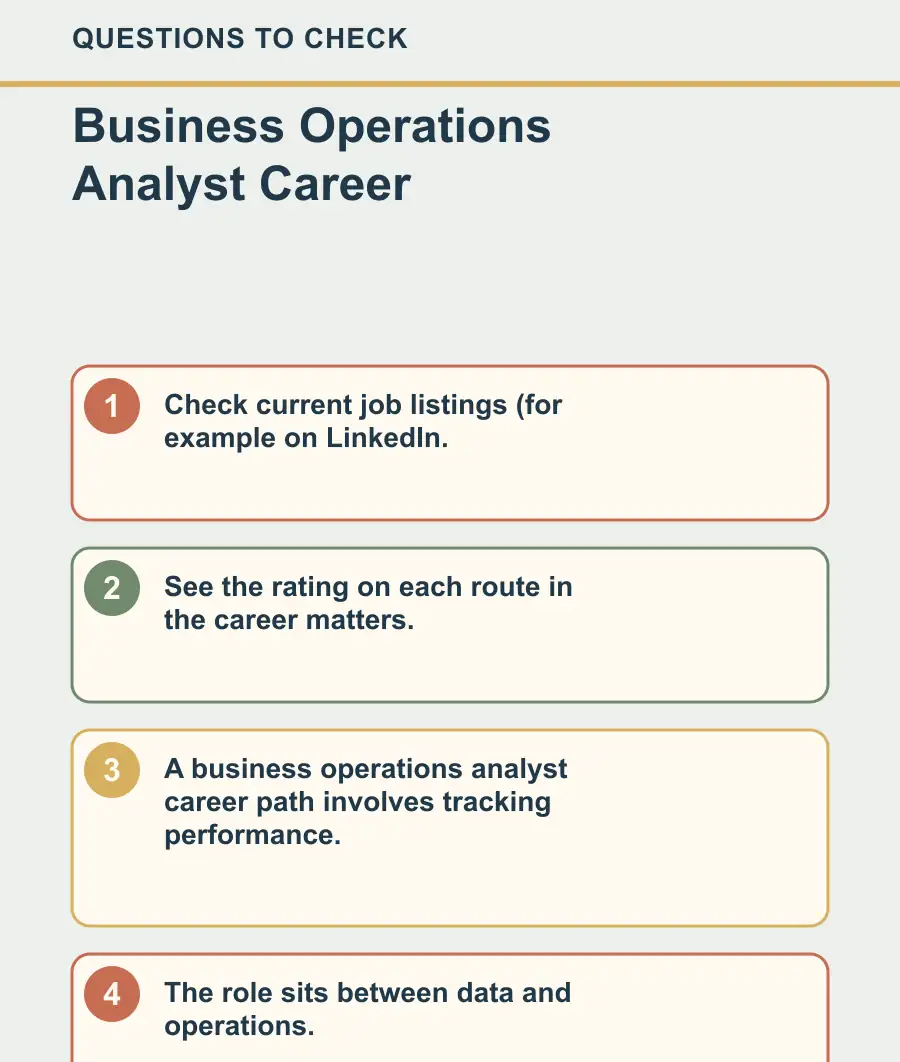 QUESTIONS TO CHECK
Business Operations
Analyst Career
1
Check current job listings (for
example on LinkedIn.
2
See the rating on each route in
the career matters.
3
A business operations analyst
career path involves tracking
performance.
4
The role sits between data and
operations.